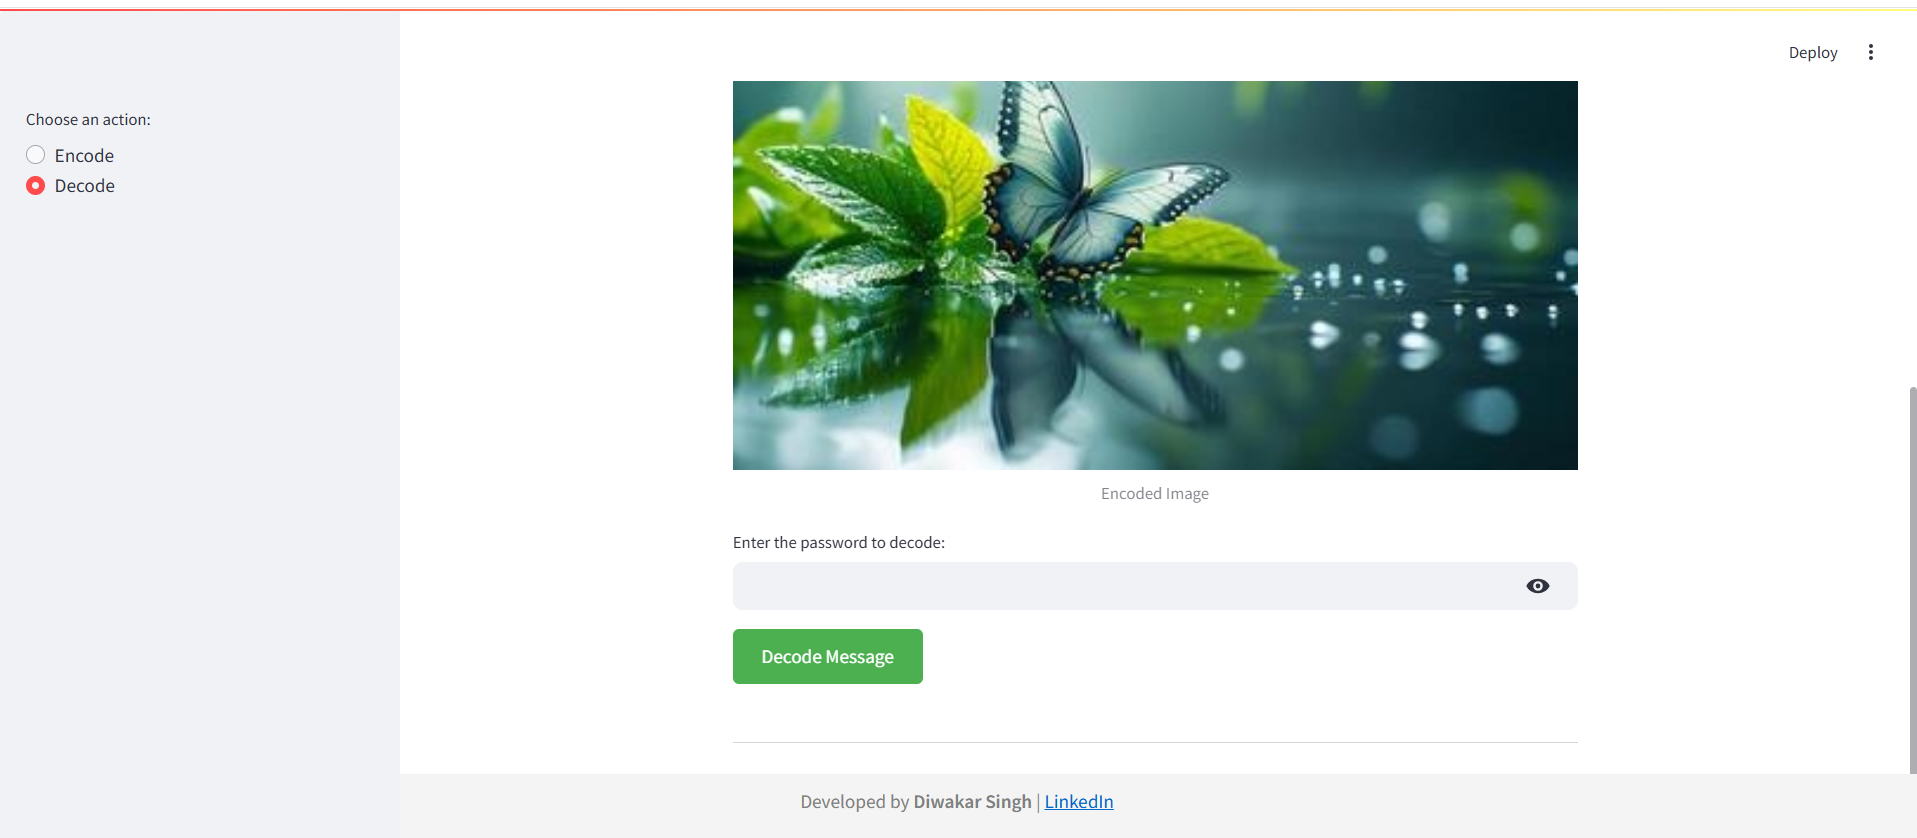 Deploy
Choose an action:
Encode
Decode
Encoded Image
Enter the password to decode:
Decode Message
Developed by Diwakar Singh | LinkedIn